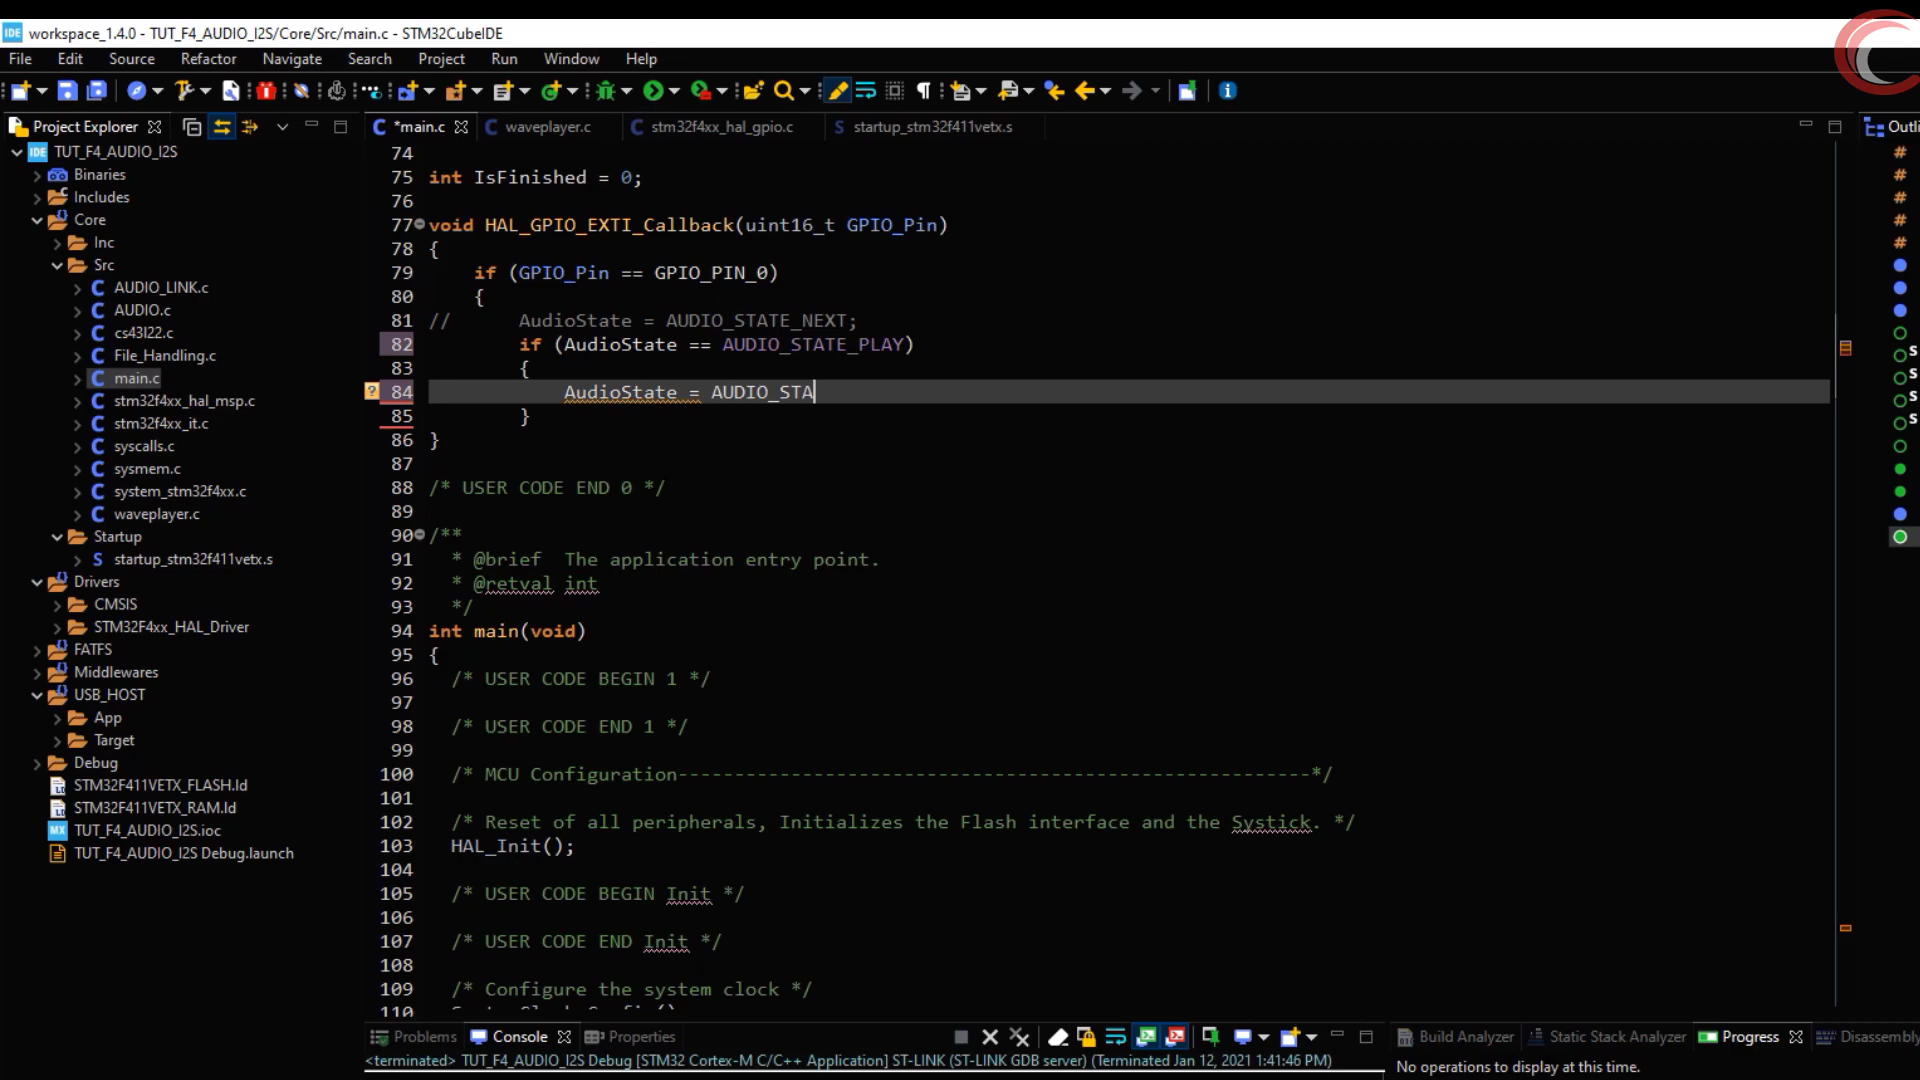 workspace_1.4.0 - TUT_F4_AUDIO_I2S/Core/Src/main.c - STM32CubeIDE
File Edit Source Refactor Navigate Search Project Run Window Help
Project Explorer
*main.c waveplayer.c stm32f4xx_hal_gpio.c startup_stm32f411vetx.s
Outli
TUT_F4_AUDIO_I2S
Binaries
Includes
Core
Inc
Src
AUDIO_LINK.c
AUDIO.c
cs43l22.c
File_Handling.c
main.c
stm32f4xx_hal_msp.c
stm32f4xx_it.c
syscalls.c
sysmem.c
system_stm32f4xx.c
waveplayer.c
Startup
startup_stm32f411vetx.s
Drivers
CMSIS
STM32F4xx_HAL_Driver
FATFS
Middlewares
USB_HOST
App
Target
Debug
STM32F411VETX_FLASH.ld
STM32F411VETX_RAM.ld
TUT_F4_AUDIO_I2S.ioc
TUT_F4_AUDIO_I2S Debug.launch
74
75 int IsFinished = 0;
76
77 void HAL_GPIO_EXTI_Callback(uint16_t GPIO_Pin)
78 {
79 if (GPIO_Pin == GPIO_PIN_0)
80 {
81 // AudioState = AUDIO_STATE_NEXT;
82 if (AudioState == AUDIO_STATE_PLAY)
83 {
84 AudioState = AUDIO_STA
85 }
86 }
87
88 /* USER CODE END 0 */
89
90 /**
91 * @brief The application entry point.
92 * @retval int
93 */
94 int main(void)
95 {
96 /* USER CODE BEGIN 1 */
97
98 /* USER CODE END 1 */
99
100 /* MCU Configuration--------------------------------------------------------*/
101
102 /* Reset of all peripherals, Initializes the Flash interface and the Systick. */
103 HAL_Init();
104
105 /* USER CODE BEGIN Init */
106
107 /* USER CODE END Init */
108
109 /* Configure the system clock */
110
Problems Console Properties
<terminated> TUT_F4_AUDIO_I2S Debug [STM32 Cortex-M C/C++ Application] ST-LINK (ST-LINK GDB server) (Terminated Jan 12, 2021 1:41:46 PM)
Build Analyzer Static Stack Analyzer Progress Disassembly
No operations to display at this time.